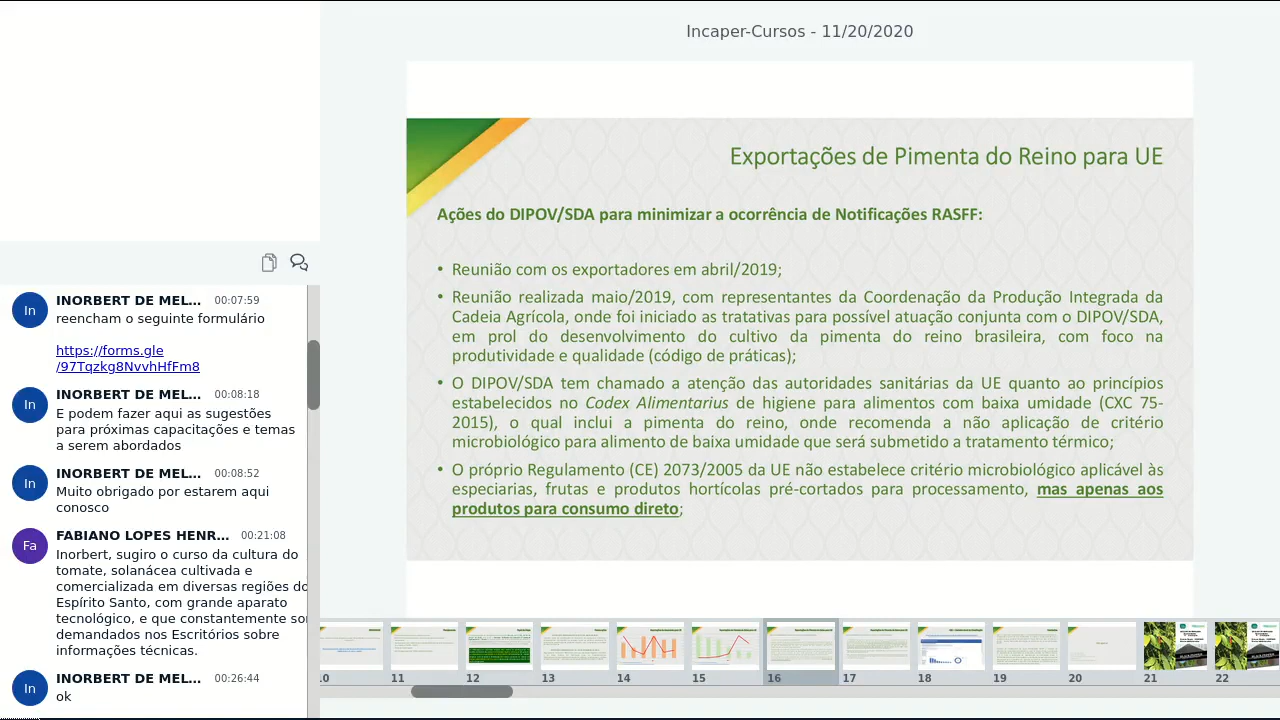 Incaper-Cursos - 11/20/2020
INORBERT DE MEL... 00:07:59
reencham o seguinte formulário
https://forms.gle
/97Tqzkg8NvvhHfFm8
INORBERT DE MEL... 00:08:18
E podem fazer aqui as sugestões
para próximas capacitações e temas
a serem abordados
INORBERT DE MEL... 00:08:52
Muito obrigado por estarem aqui
conosco
FABIANO LOPES HENR... 00:21:08
Inorbert, sugiro o curso da cultura do
tomate, solanácea cultivada e
comercializada em diversas regiões do
Espírito Santo, com grande aparato
tecnológico, e que constantemente so
demandados nos Escritórios sobre
informações técnicas.
INORBERT DE MEL... 00:26:44
ok
In
In
In
Fa
In
Exportações de Pimenta do Reino para UE
Ações do DIPOV/SDA para minimizar a ocorrência de Notificações RASFF:
• Reunião com os exportadores em abril/2019;
• Reunião realizada maio/2019, com representantes da Coordenação da Produção Integrada da
Cadeia Agrícola, onde foi iniciado as tratativas para possível atuação conjunta com o DIPOV/SDA,
em prol do desenvolvimento do cultivo da pimenta do reino brasileira, com foco na
produtividade e qualidade (código de práticas);
• O DIPOV/SDA tem chamado a atenção das autoridades sanitárias da UE quanto ao princípios
estabelecidos no Codex Alimentarius de higiene para alimentos com baixa umidade (CXC 75-
2015), o qual inclui a pimenta do reino, onde recomenda a não aplicação de critério
microbiológico para alimento de baixa umidade que será submetido a tratamento térmico;
• O próprio Regulamento (CE) 2073/2005 da UE não estabelece critério microbiológico aplicável às
especiarias, frutas e produtos hortícolas pré-cortados para processamento, mas apenas aos
produtos para consumo direto;
10 11 12 13 14 15 16 17 18 19 20 21 22